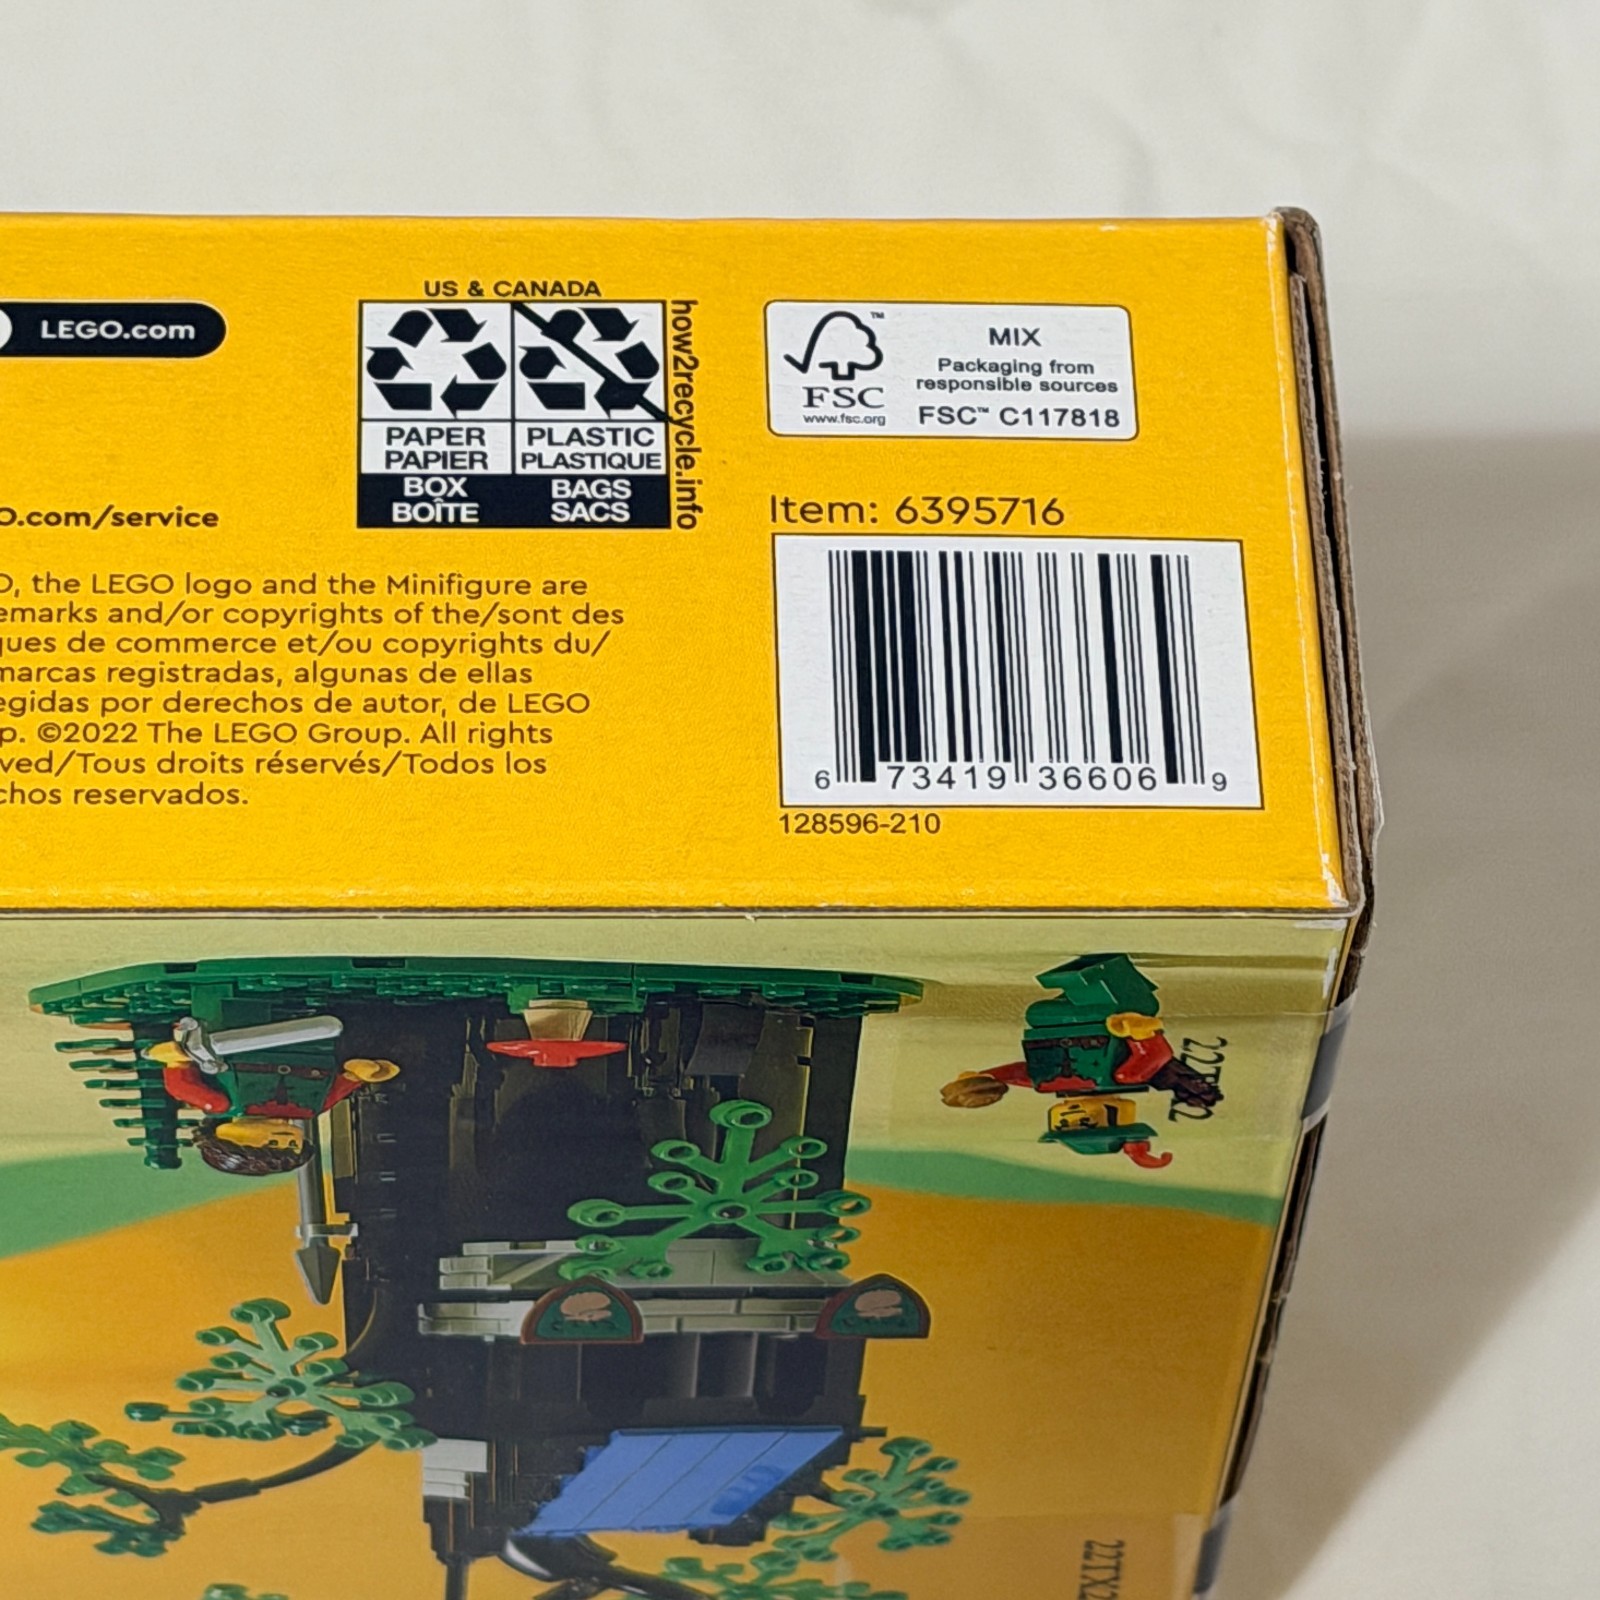 LEGO.com
US & CANADA
PAPER
PAPIER
PLASTIC
PLASTIQUE
BOX
BOÎTE
BAGS
SACS
how2recycle.info
FSC
™
www.fsc.org
MIX
Packaging from
responsible sources
FSC™ C117818
O.com/service
O, the LEGO logo and the Minifigure are
emarks and/or copyrights of the/sont des
ques de commerce et/ou copyrights du/
marcas registradas, algunas de ellas
egidas por derechos de autor, de LEGO
p. ©2022 The LEGO Group. All rights
ved/Tous droits réservés/Todos los
chos reservados.
Item: 6395716
6 73419 36606 9
128596-210